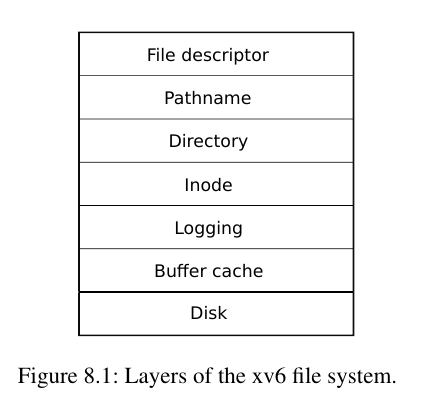 File descriptor
Pathname
Directory
Inode
Logging
Buffer cache
Disk
Figure 8.1: Layers of the xv6 file system.